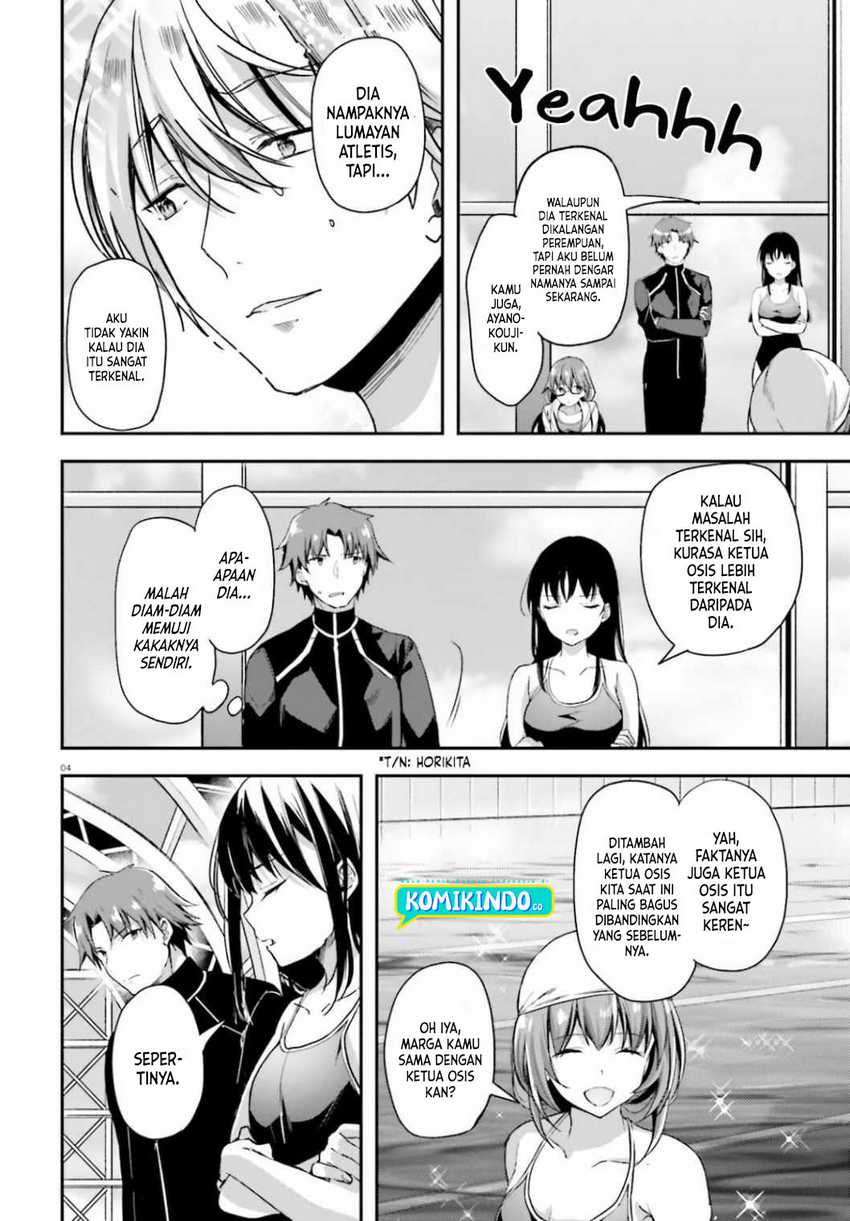 Yeahhh
WALAUPUN
DIA TERKENAL
DIKALANGAN
PEREMPUAN,
TAPI AKU BELUM
PERNAH DENGAR
NAMANYA SAMPAI
SEKARANG.
KAMU
JUGA,
AYANO-
KOUJI-
KUN.
DIA
NAMPAKNYA
LUMAYAN
ATLETIS,
TAPI...
AKU
TIDAK YAKIN
KALAU DIA
ITU SANGAT
TERKENAL.
KALAU
MASALAH
TERKENAL SIH,
KURASA KETUA
OSIS LEBIH
TERKENAL
DARIPADA
DIA.
APA-
APAAN
DIA...
MALAH
DIAM-DIAM
MEMUJI
KAKAKNYA
SENDIRI.
*T/N: HORIKITA
04
YAH,
FAKTANYA
JUGA KETUA
OSIS ITU
SANGAT
KEREN~
DITAMBAH
LAGI, KATANYA
KETUA OSIS
KITA SAAT INI
PALING BAGUS
DIBANDINGKAN
YANG SEBELUM-
NYA.
KOMIKINDO.CO
OH IYA,
MARGA KAMU
SAMA DENGAN
KETUA OSIS
KAN?
SEPER-
TINYA.